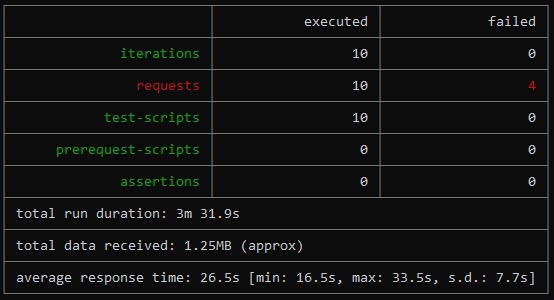 executed failed
iterations 10 0
requests 10 4
test-scripts 10 0
prerequest-scripts 0 0
assertions 0 0
total run duration: 3m 31.9s
total data received: 1.25MB (approx)
average response time: 26.5s [min: 16.5s, max: 33.5s, s.d.: 7.7s]